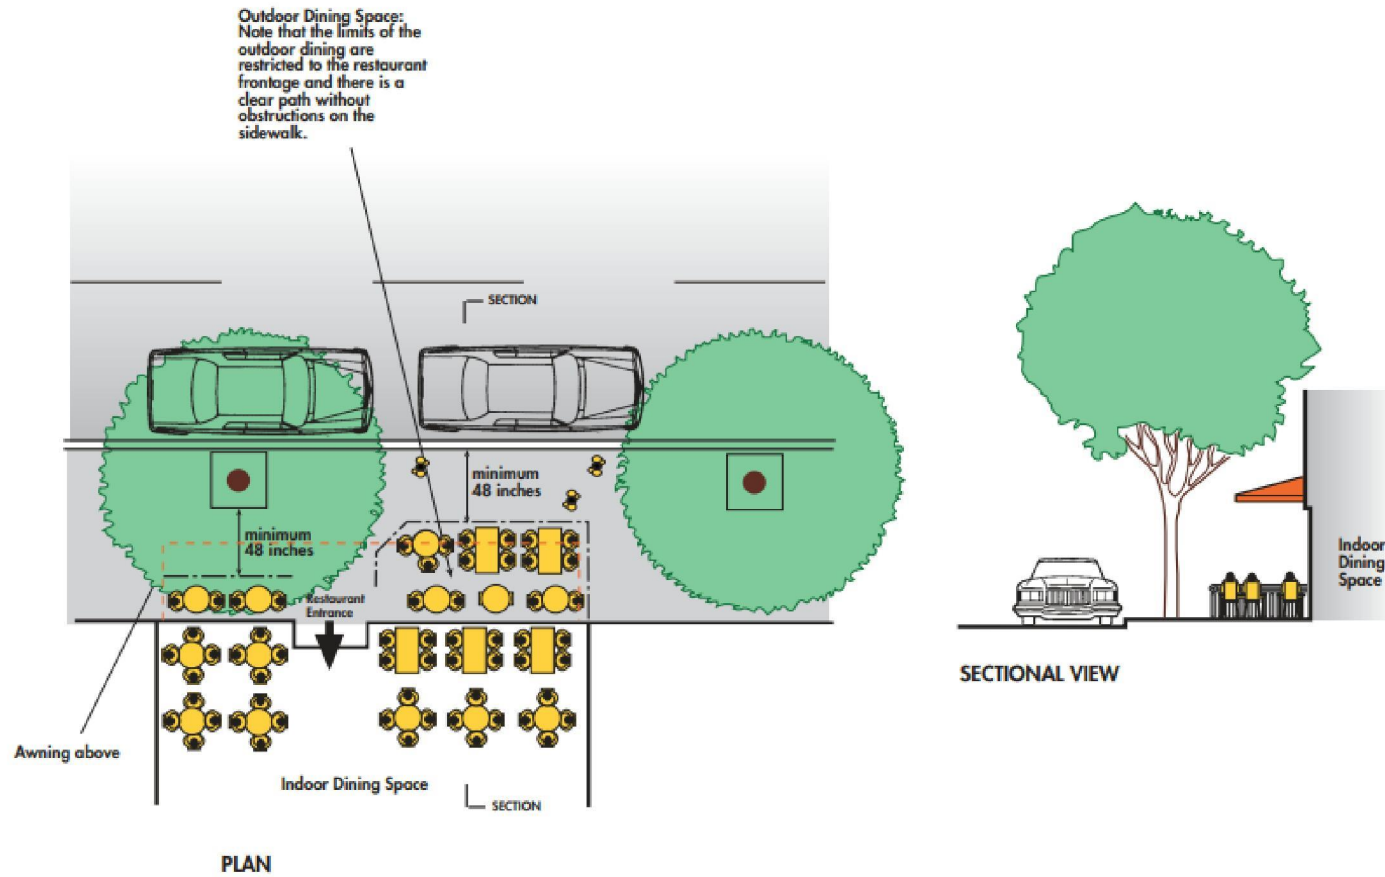 Outdoor Dining Space:
Note that the limits of the
outdoor dining are
restricted to the restaurant
frontage and there is a
clear path without
obstructions on the
sidewalk.
SECTION
minimum
48 inches
minimum
48 inches
Restaurant
Entrance
Awning above
Indoor Dining Space
SECTION
PLAN
Indoor
Dining
Space
SECTIONAL VIEW